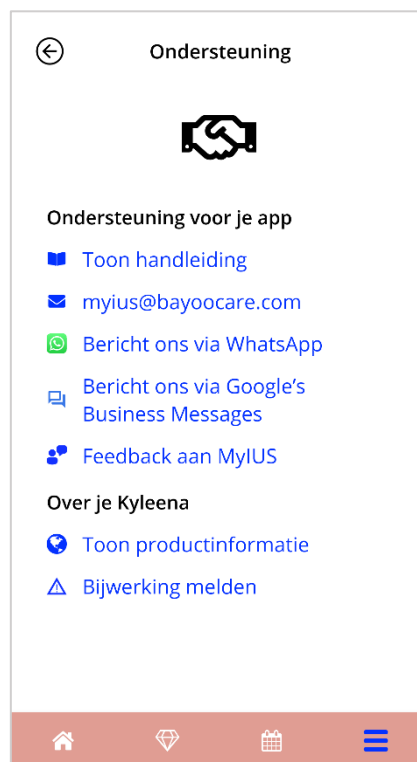 Ondersteuning
Ondersteuning voor je app
Toon handleiding
myius@bayoocare.com
Bericht ons via WhatsApp
Bericht ons via Google's
Business Messages
Feedback aan MyIUS
Over je Kyleena
Toon productinformatie
Bijwerking melden